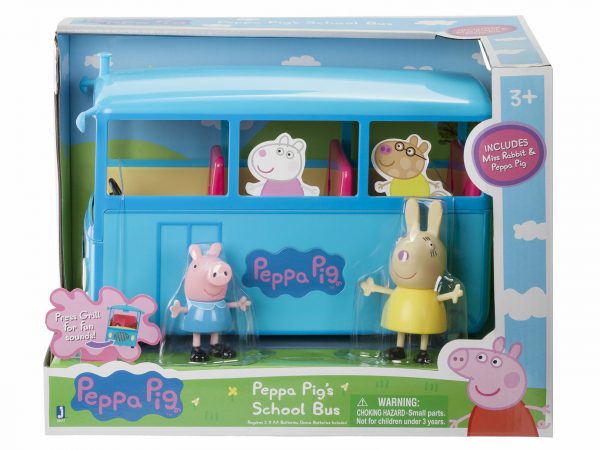 Peppa Pig's School Bus
3+
INCLUDES
Miss Rabbit &
Peppa Pig
Peppa Pig
Press Grill
for fun
sounds!
Peppa Pig
Peppa Pig's
School Bus
WARNING:
CHOKING HAZARD-Small parts.
Not for children under 3 years.